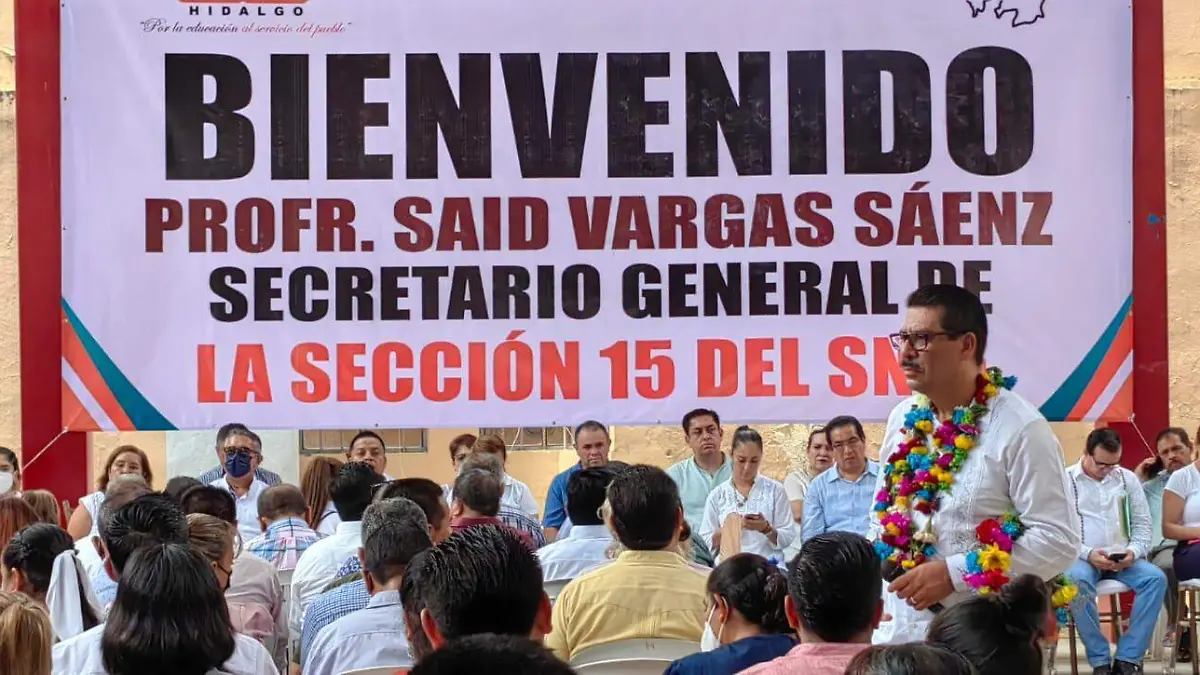 HIDALGO
"Por la educación al servicio del pueblo"
BIENVENIDO
PROFR. SAID VARGAS SÁENZ
SECRETARIO GENERAL DE
LA SECCIÓN 15 DEL